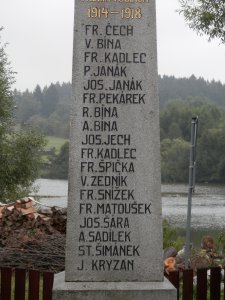 1914-1918
FR. ČECH
V. BÍNA
FR. KADLEC
P. JANÁK
JOS. JANÁK
FR. PEKÁREK
R. BÍNA
A. BÍNA
JOS. JECH
FR. KADLEC
FR. ŠPIČKA
V. ZEDNÍK
FR. SNÍŽEK
FR. MATOUŠEK
JOS. ŠÁRA
A. SÁDÍLEK
ST. ŠIMÁNEK
J. KRYZAN